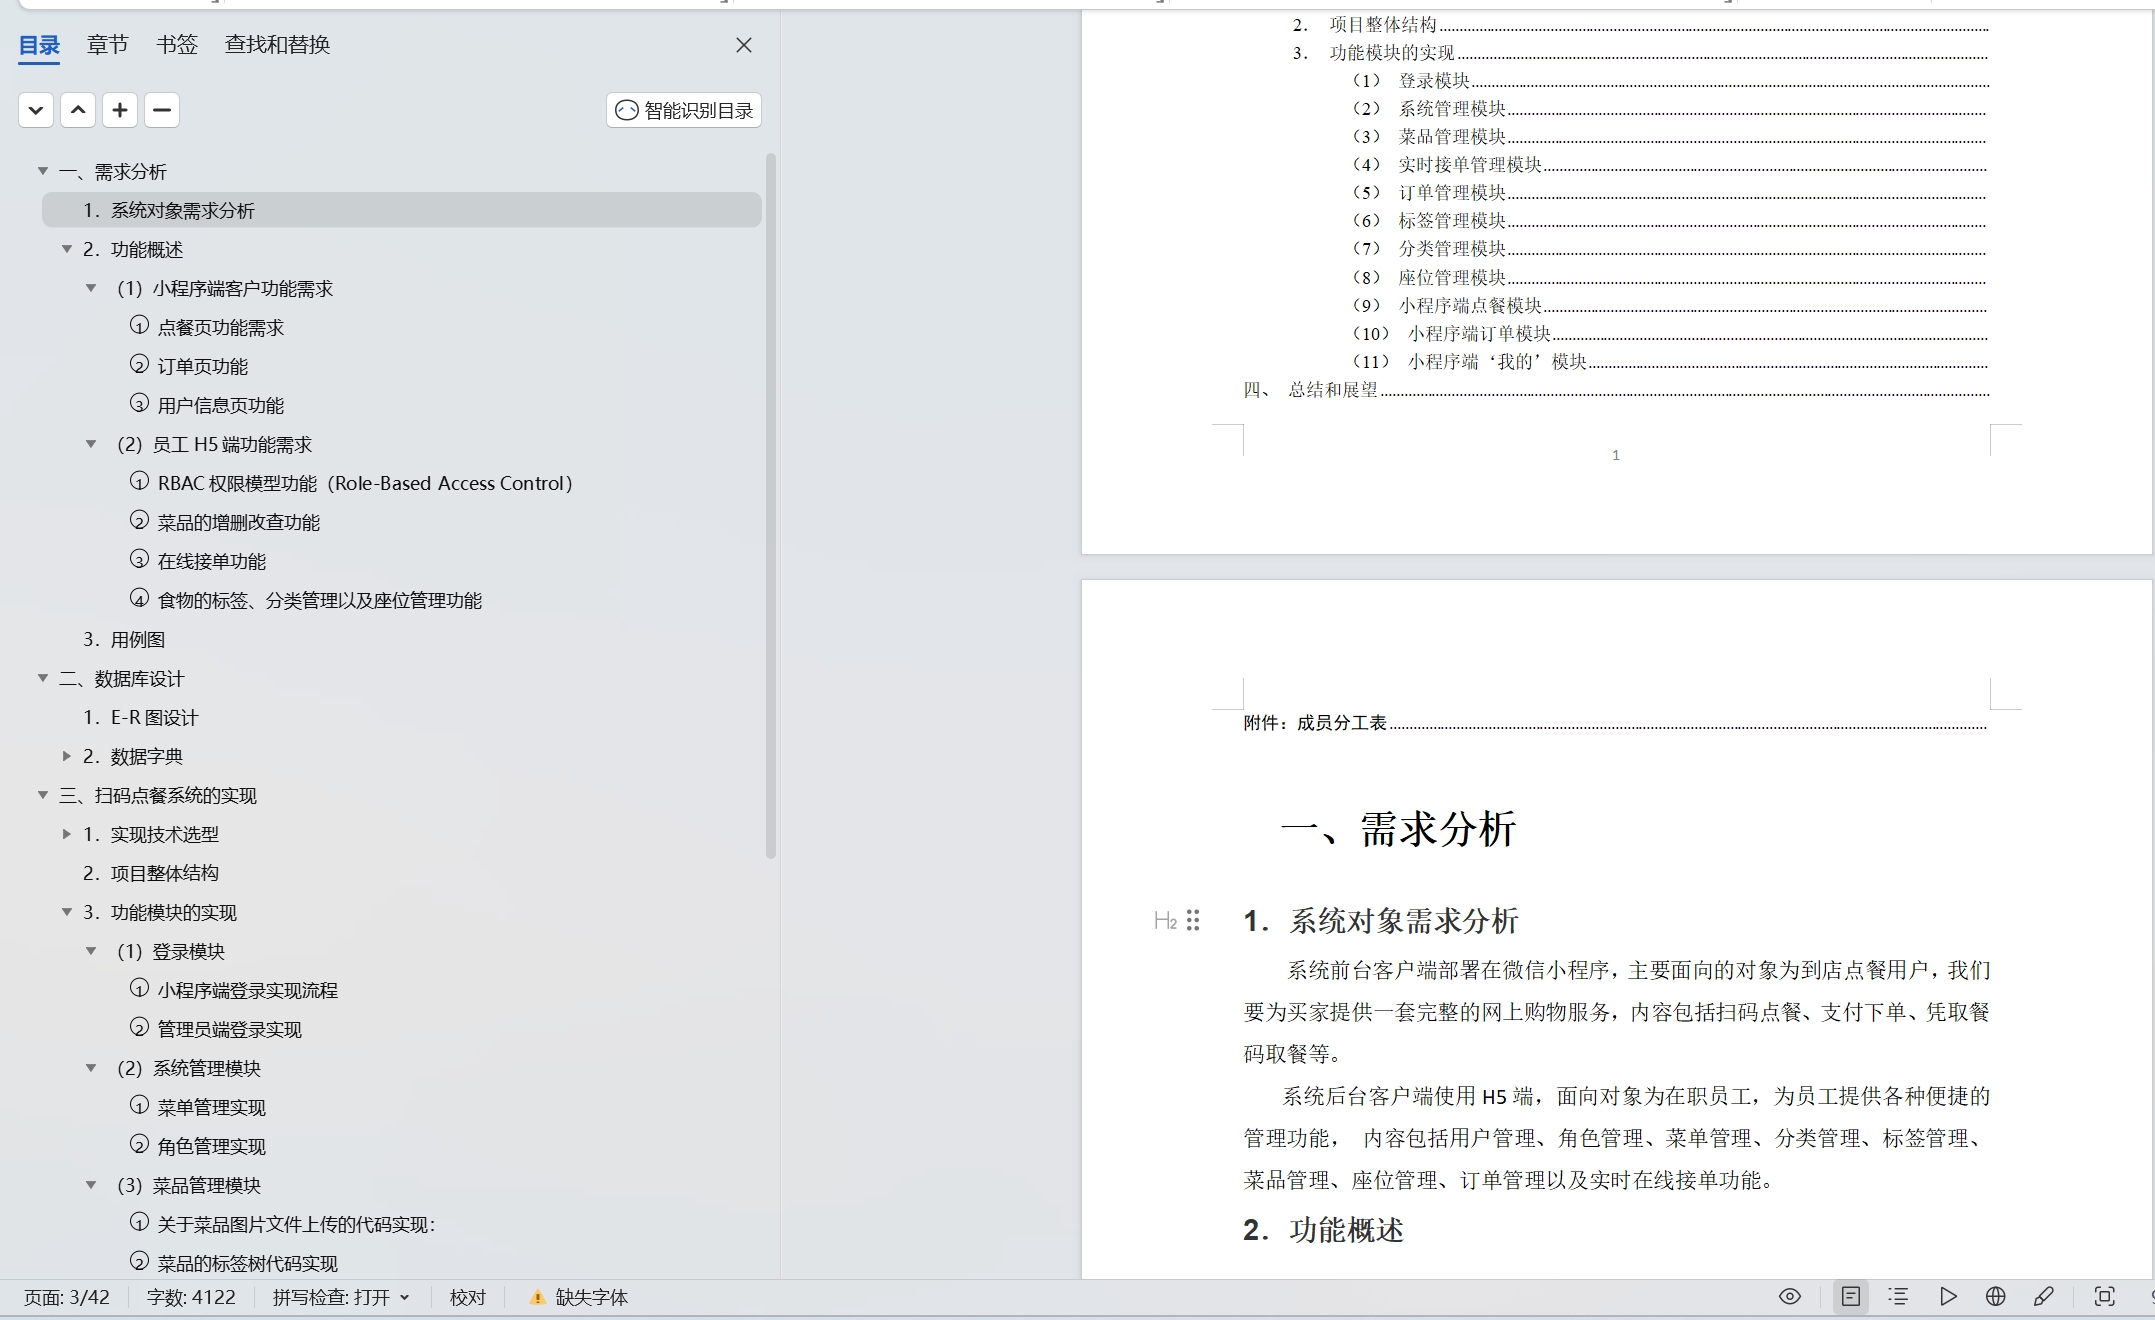 目录 章节 书签 查找和替换
智能识别目录
一、需求分析
1. 系统对象需求分析
2. 功能概述
（1）小程序端客户功能需求
① 点餐页功能需求
② 订单页功能
③ 用户信息页功能
（2）员工 H5 端功能需求
① RBAC 权限模型功能（Role-Based Access Control）
② 菜品的增删改查功能
③ 在线接单功能
④ 食物的标签、分类管理以及座位管理功能
3. 用例图
二、数据库设计
1. E-R 图设计
2. 数据字典
三、扫码点餐系统的实现
1. 实现技术选型
2. 项目整体结构
3. 功能模块的实现
（1）登录模块
① 小程序端登录实现流程
② 管理员端登录实现
（2）系统管理模块
① 菜单管理实现
② 角色管理实现
（3）菜品管理模块
① 关于菜品图片文件上传的代码实现：
② 菜品的标签树代码实现
2. 项目整体结构
3. 功能模块的实现
（1） 登录模块
（2） 系统管理模块
（3） 菜品管理模块
（4） 实时接单管理模块
（5） 订单管理模块
（6） 标签管理模块
（7） 分类管理模块
（8） 座位管理模块
（9） 小程序端点餐模块
（10） 小程序端订单模块
（11） 小程序端‘我的’模块
四、 总结和展望
1
附件：成员分工表
一、需求分析
H2
1. 系统对象需求分析
系统前台客户端部署在微信小程序，主要面向的对象为到店点餐用户，我们
要为买家提供一套完整的网上购物服务，内容包括扫码点餐、支付下单、凭取餐
码取餐等。
系统后台客户端使用 H5 端，面向对象为在职员工，为员工提供各种便捷的
管理功能， 内容包括用户管理、角色管理、菜单管理、分类管理、标签管理、
菜品管理、座位管理、订单管理以及实时在线接单功能。
2. 功能概述
页面: 3/42 字数: 4122 拼写检查: 打开 校对 缺失字体